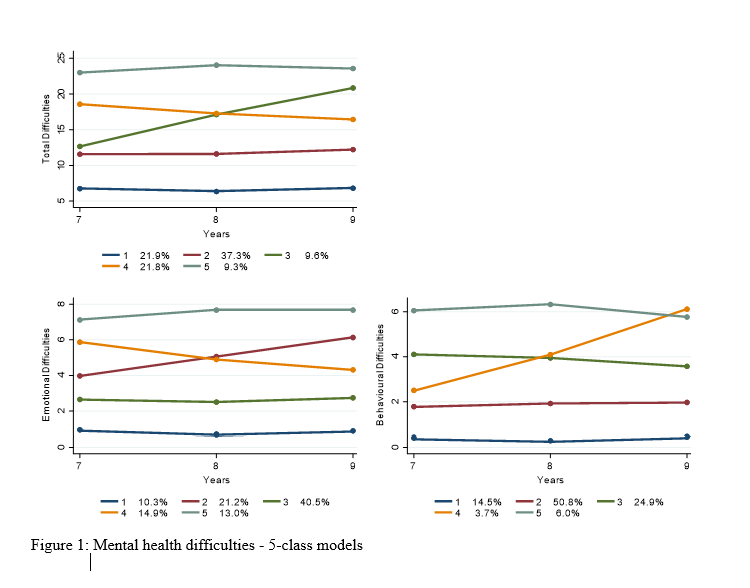 Total Difficulties
25
20
15
10
5
7 8 9
Years
1 21.9% 2 37.3% 3 9.6%
4 21.8% 5 9.3%
Emotional Difficulties
8
6
4
2
0
7 8 9
Years
1 10.3% 2 21.2% 3 40.5%
4 14.9% 5 13.0%
Behavioural Difficulties
6
4
2
0
7 8 9
Years
1 14.5% 2 50.8% 3 24.9%
4 3.7% 5 6.0%
Figure 1: Mental health difficulties - 5-class models